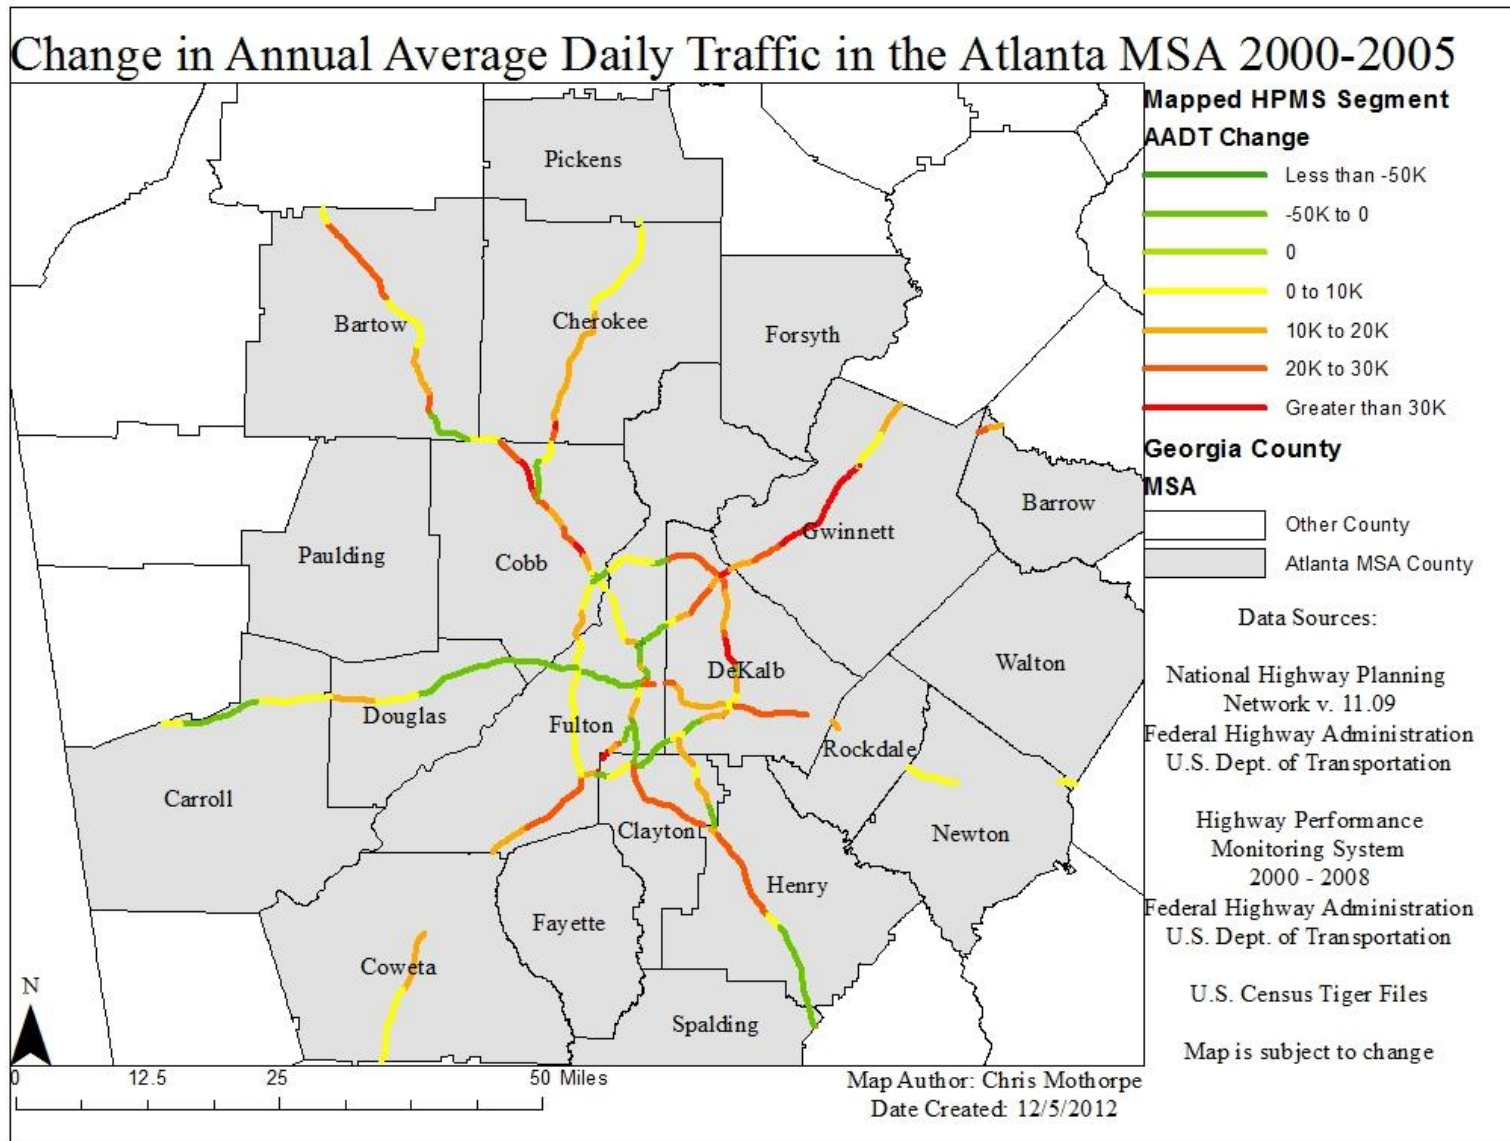 Change in Annual Average Daily Traffic in the Atlanta MSA 2000-2005
Mapped HPMS Segment
AADT Change
Less than -50K
-50K to 0
0
0 to 10K
10K to 20K
20K to 30K
Greater than 30K
Georgia County
MSA
Other County
Atlanta MSA County
Data Sources:
National Highway Planning
Network v. 11.09
Federal Highway Administration
U.S. Dept. of Transportation
Highway Performance
Monitoring System
2000 - 2008
Federal Highway Administration
U.S. Dept. of Transportation
U.S. Census Tiger Files
Map is subject to change
Pickens
Bartow
Cherokee
Forsyth
Barrow
Gwinnett
Paulding
Cobb
Walton
DeKalb
Douglas
Fulton
Rockdale
Carroll
Clayton
Newton
Henry
Fayette
Coweta
Spalding
N
0 12.5 25 50 Miles
Map Author: Chris Mothorpe
Date Created: 12/5/2012